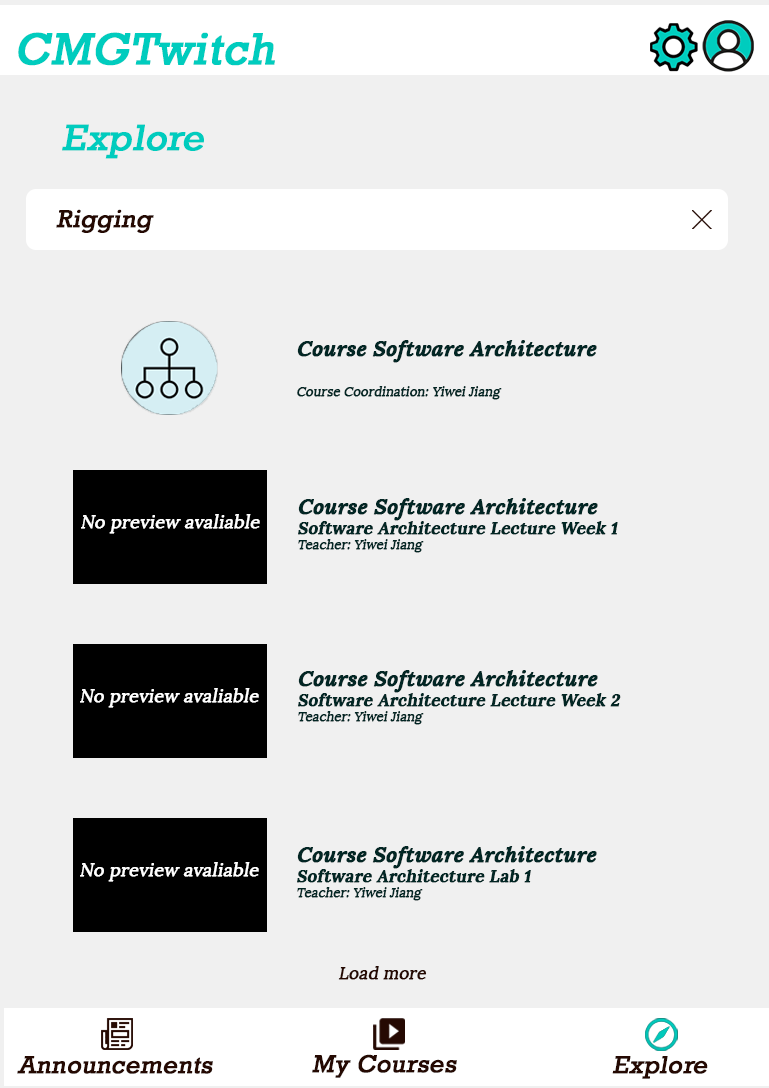 CMGTwitch
Explore
Rigging
Course Software Architecture
Course Coordination: Yiwei Jiang
No preview avaliable
Course Software Architecture
Software Architecture Lecture Week 1
Teacher: Yiwei Jiang
No preview avaliable
Course Software Architecture
Software Architecture Lecture Week 2
Teacher: Yiwei Jiang
No preview avaliable
Course Software Architecture
Software Architecture Lab 1
Teacher: Yiwei Jiang
Load more
Announcements
My Courses
Explore